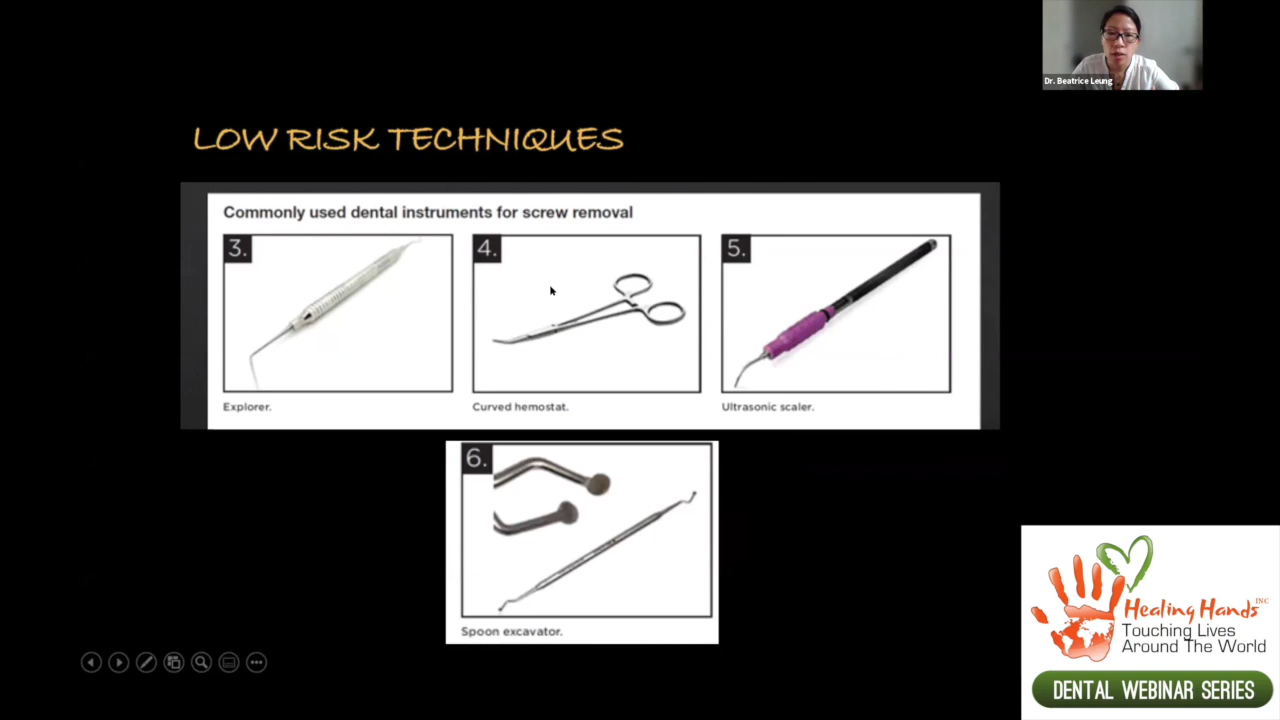 Dr. Beatrice Leung
LOW RISK TECHNIQUES
Commonly used dental instruments for screw removal
3.
4.
5.
Explorer.
Curved hemostat.
Ultrasonic scaler.
6.
Spoon excavator.
Healing Hands INC
Touching Lives
Around The World
DENTAL WEBINAR SERIES